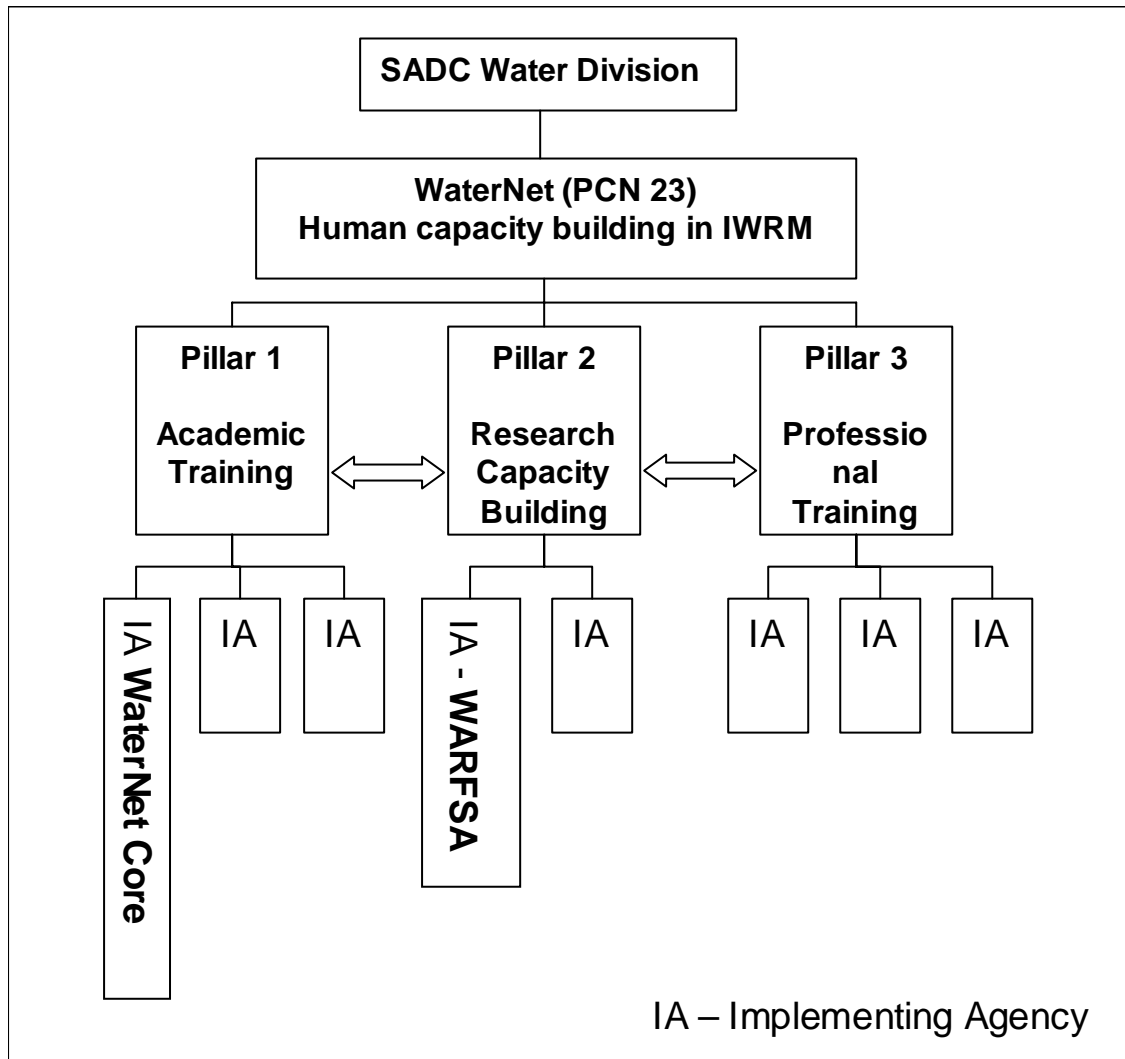 SADC Water Division
WaterNet (PCN 23)
Human capacity building in IWRM
Pillar 1
Academic
Training
Pillar 2
Research
Capacity
Building
Pillar 3
Professio
nal
Training
IA WaterNet Core
IA
IA
IA - WARFSA
IA
IA
IA
IA
IA – Implementing Agency